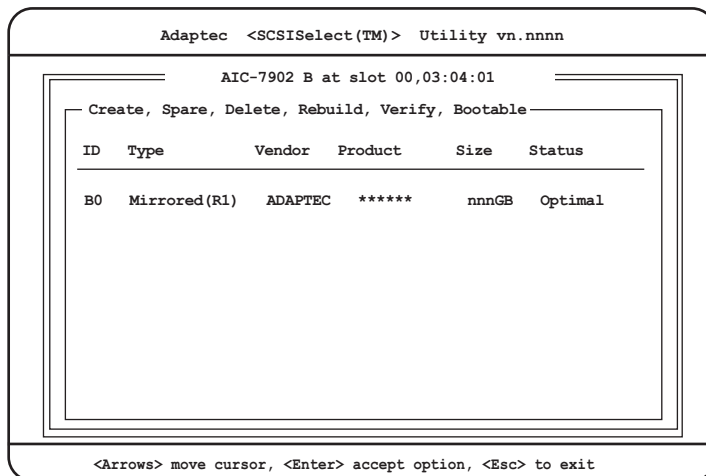 Adaptec <SCSISelect(TM)> Utility vn.nnnn
AIC-7902 B at slot 00,03:04:01
Create, Spare, Delete, Rebuild, Verify, Bootable
ID Type Vendor Product Size Status
B0 Mirrored(R1) ADAPTEC ****** nnnGB Optimal
<Arrows> move cursor, <Enter> accept option, <Esc> to exit